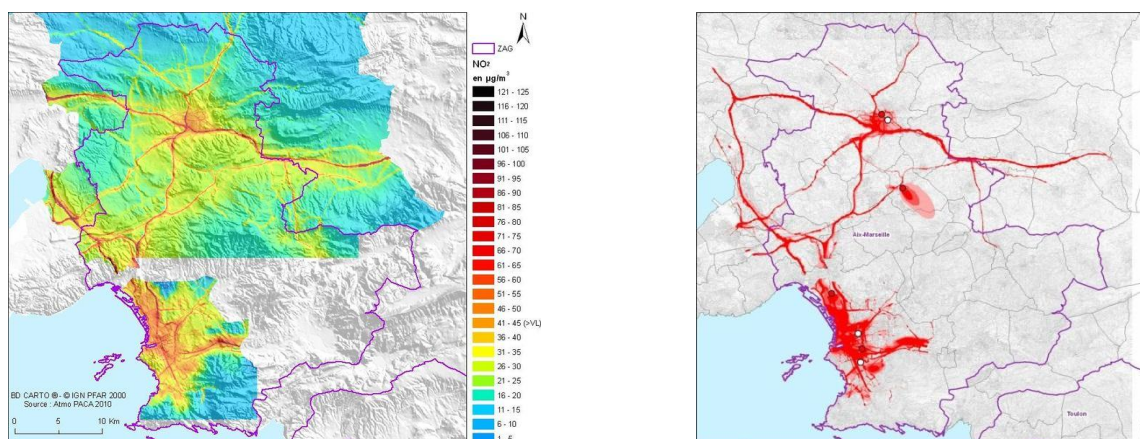 N
ZAG
NO2
en µg/m³
121 - 125
116 - 120
111 - 115
106 - 110
101 - 105
96 - 100
91 - 95
86 - 90
81 - 85
76 - 80
71 - 75
66 - 70
61 - 65
56 - 60
51 - 55
46 - 50
41 - 45 (>VL)
36 - 40
31 - 35
26 - 30
21 - 25
16 - 20
11 - 15
6 - 10
1 - 5
BD CARTO ® - © IGN PFAR 2000
Source : Atmo PACA 2010
0 5 10 Km
Aix-Marseille
Toulon